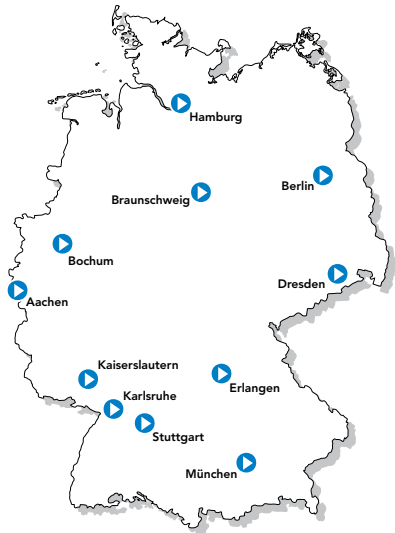 Hamburg
Berlin
Braunschweig
Bochum
Dresden
Aachen
Kaiserslautern
Erlangen
Karlsruhe
Stuttgart
München